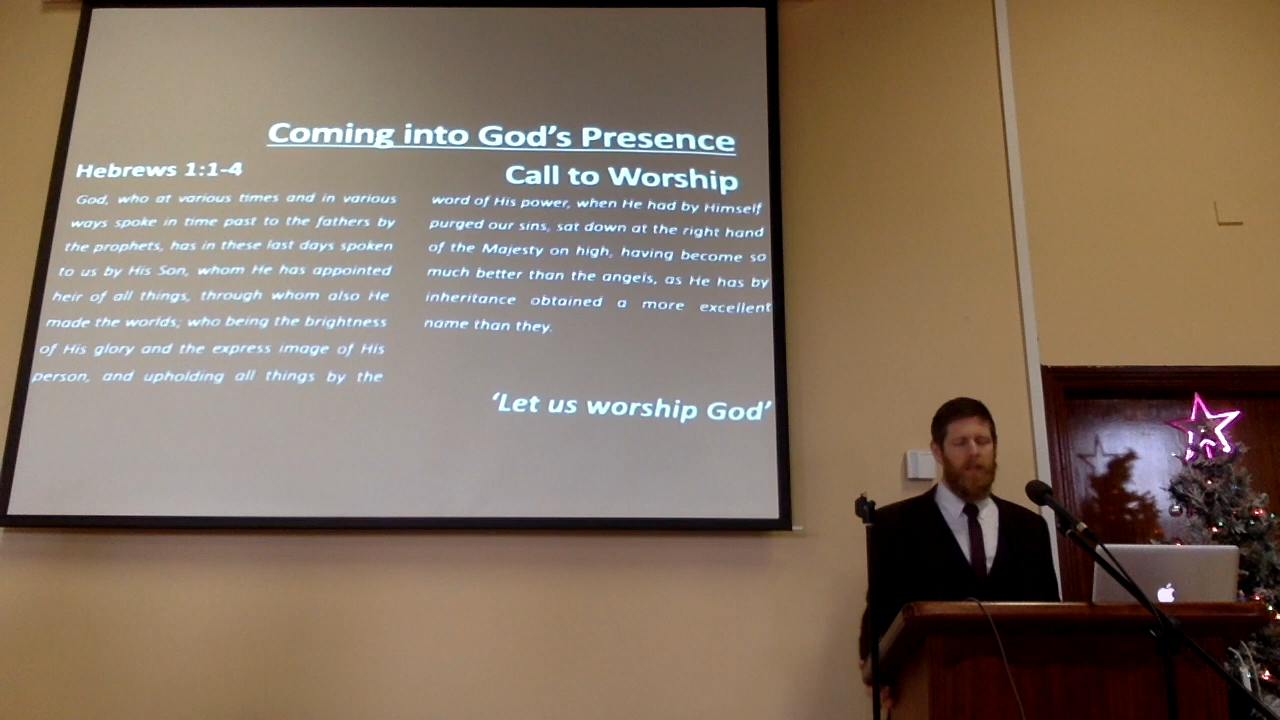 Coming into God's Presence
Hebrews 1:1-4
Call to Worship
God, who at various times and in various
ways spoke in time past to the fathers by
the prophets, has in these last days spoken
to us by His Son, whom He has appointed
heir of all things, through whom also He
made the worlds; who being the brightness
of His glory and the express image of His
person, and upholding all things by the
word of His power, when He had by Himself
purged our sins, sat down at the right hand
of the Majesty on high, having become so
much better than the angels, as He has by
inheritance obtained a more excellent
name than they.
‘Let us worship God’